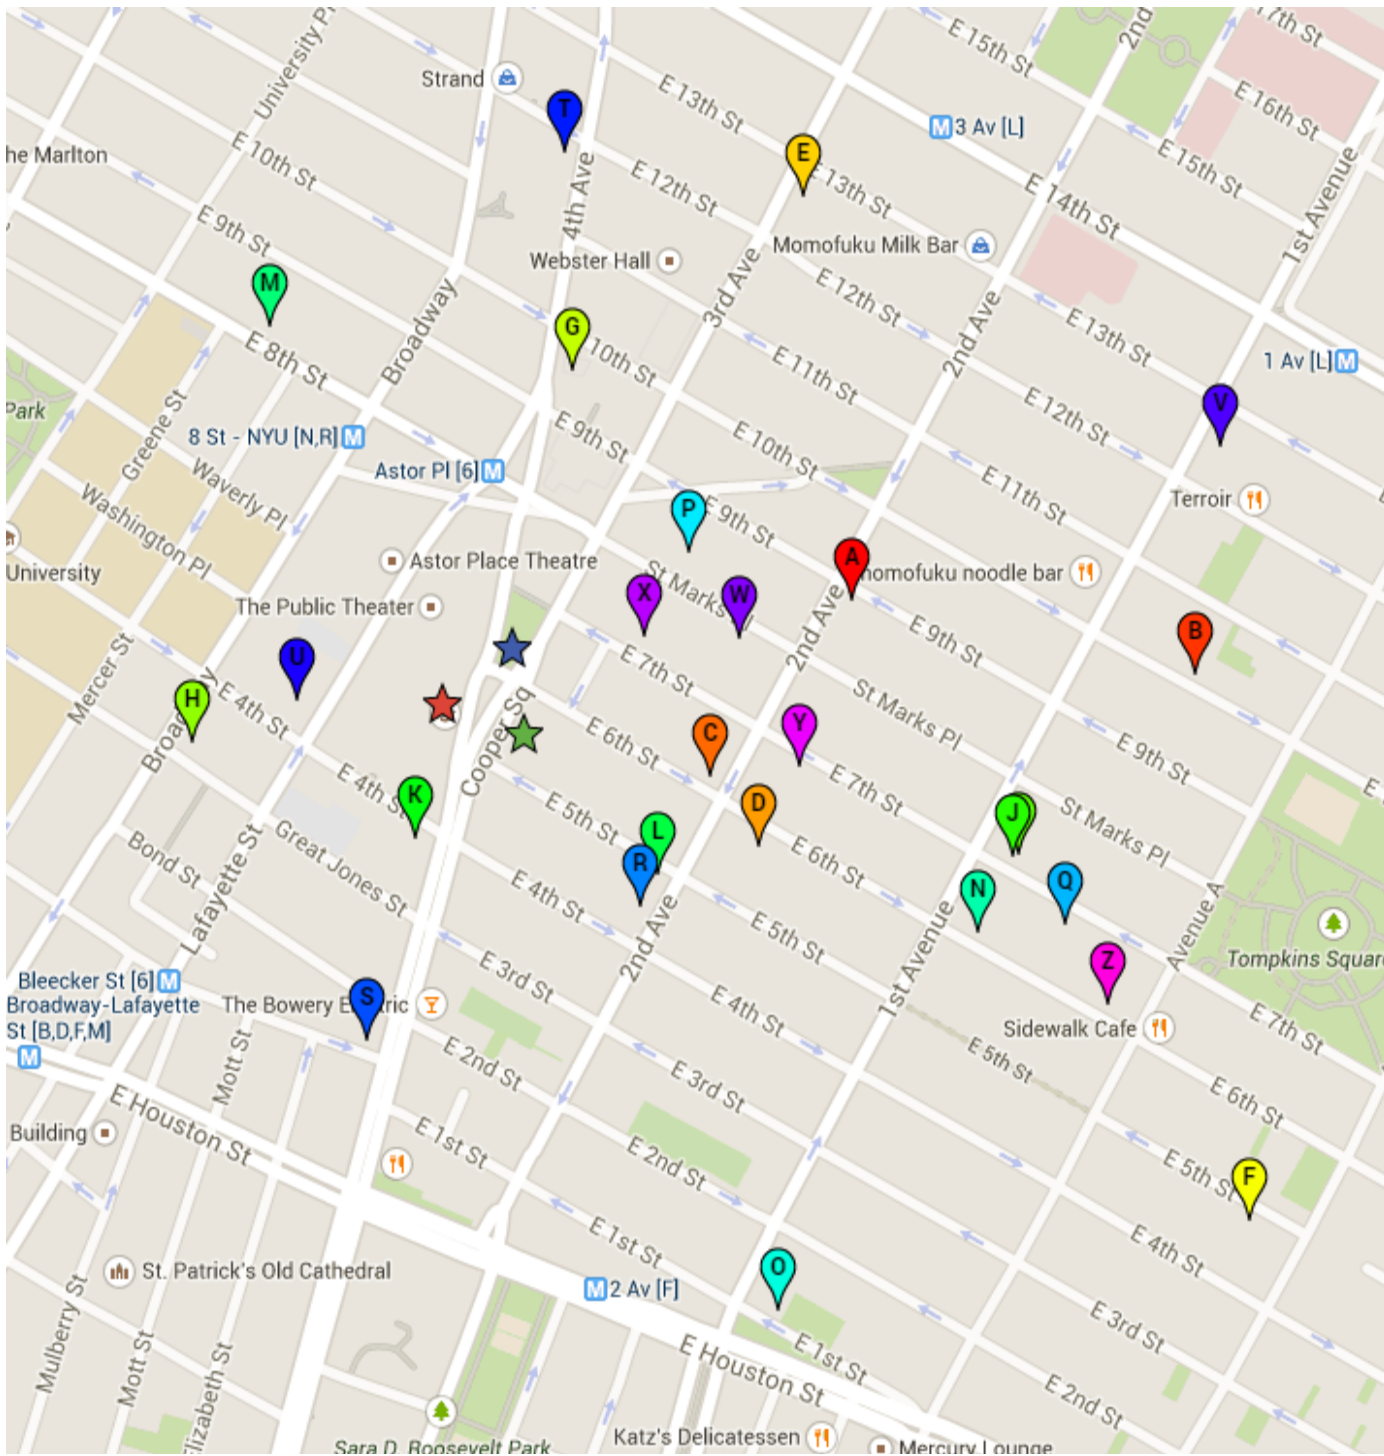 University Pl
2nd
17th St
E 15th St
Strand
T
E 13th St
E 16th St
3 Av [L]
E 10th St
he Marlton
E
E 15th St
4th Ave
E 12th St
E 13th St
E 14th St
1st Avenue
E 9th St
Momofuku Milk Bar
Webster Hall
M
3rd Ave
E 12th St
2nd Ave
E 13th St
G
10th St
Broadway
E 8th St
E 11th St
1 Av [L]
Park
V
E 12th St
Greene St
8 St - NYU [N,R]
E 9th St
E 10th St
Astor Pl [6]
Waverly Pl
E 11th St
Terroir
Washington Pl
P
E 9th St
University
Astor Place Theatre
A
momofuku noodle bar
St Marks Pl
X
W
The Public Theater
2nd Ave
E 9th St
B
Mercer St
U
E 7th St
H
E 4th St
Broadway
St Marks Pl
Cooper Sq
C
Y
E 6th St
E 9th St
E 4th St
K
D
E 7th St
J
St Marks Pl
E 5th St
L
R
E 6th St
Great Jones St
Bond St
Lafayette St
E 4th St
2nd Ave
E 5th St
N
Q
1st Avenue
Avenue A
Z
Tompkins Square
Bleecker St [6]
Broadway-Lafayette
St [B,D,F,M]
S
The Bowery Electric
E 3rd St
E 4th St
Sidewalk Cafe
E 7th St
Mott St
E 2nd St
E 3rd St
E 5th St
E 6th St
E Houston St
Building
E 1st St
E 2nd St
E 5th St
F
E 1st St
E 4th St
St. Patrick's Old Cathedral
O
2 Av [F]
E 3rd St
Mulberry St
Mott St
Elizabeth St
E Houston St
E 1st St
E 2nd St
Katz's Delicatessen
Mercury Lounge
Sara D. Roosevelt Park